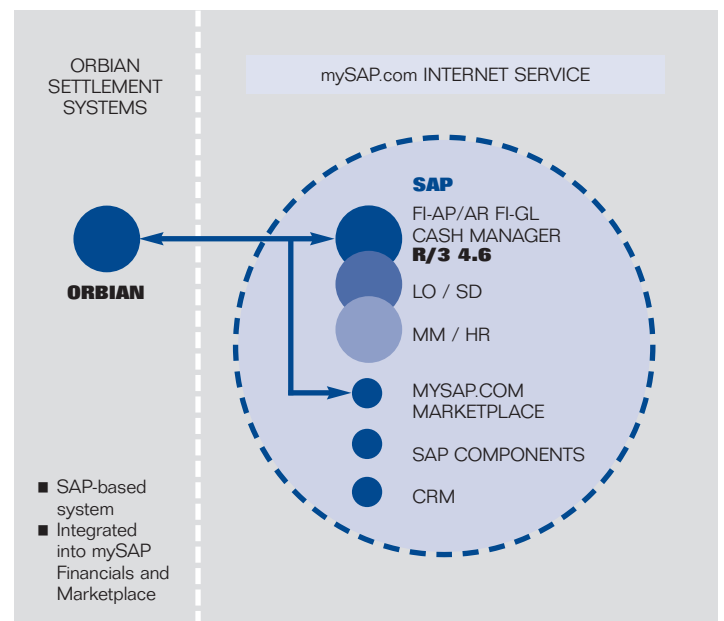 ORBIAN
SETTLEMENT
SYSTEMS
mySAP.com INTERNET SERVICE
SAP
FI-AP/AR FI-GL
CASH MANAGER
R/3 4.6
LO / SD
MM / HR
MYSAP.COM
MARKETPLACE
SAP COMPONENTS
CRM
ORBIAN
■ SAP-based
system
■ Integrated
into mySAP
Financials and
Marketplace